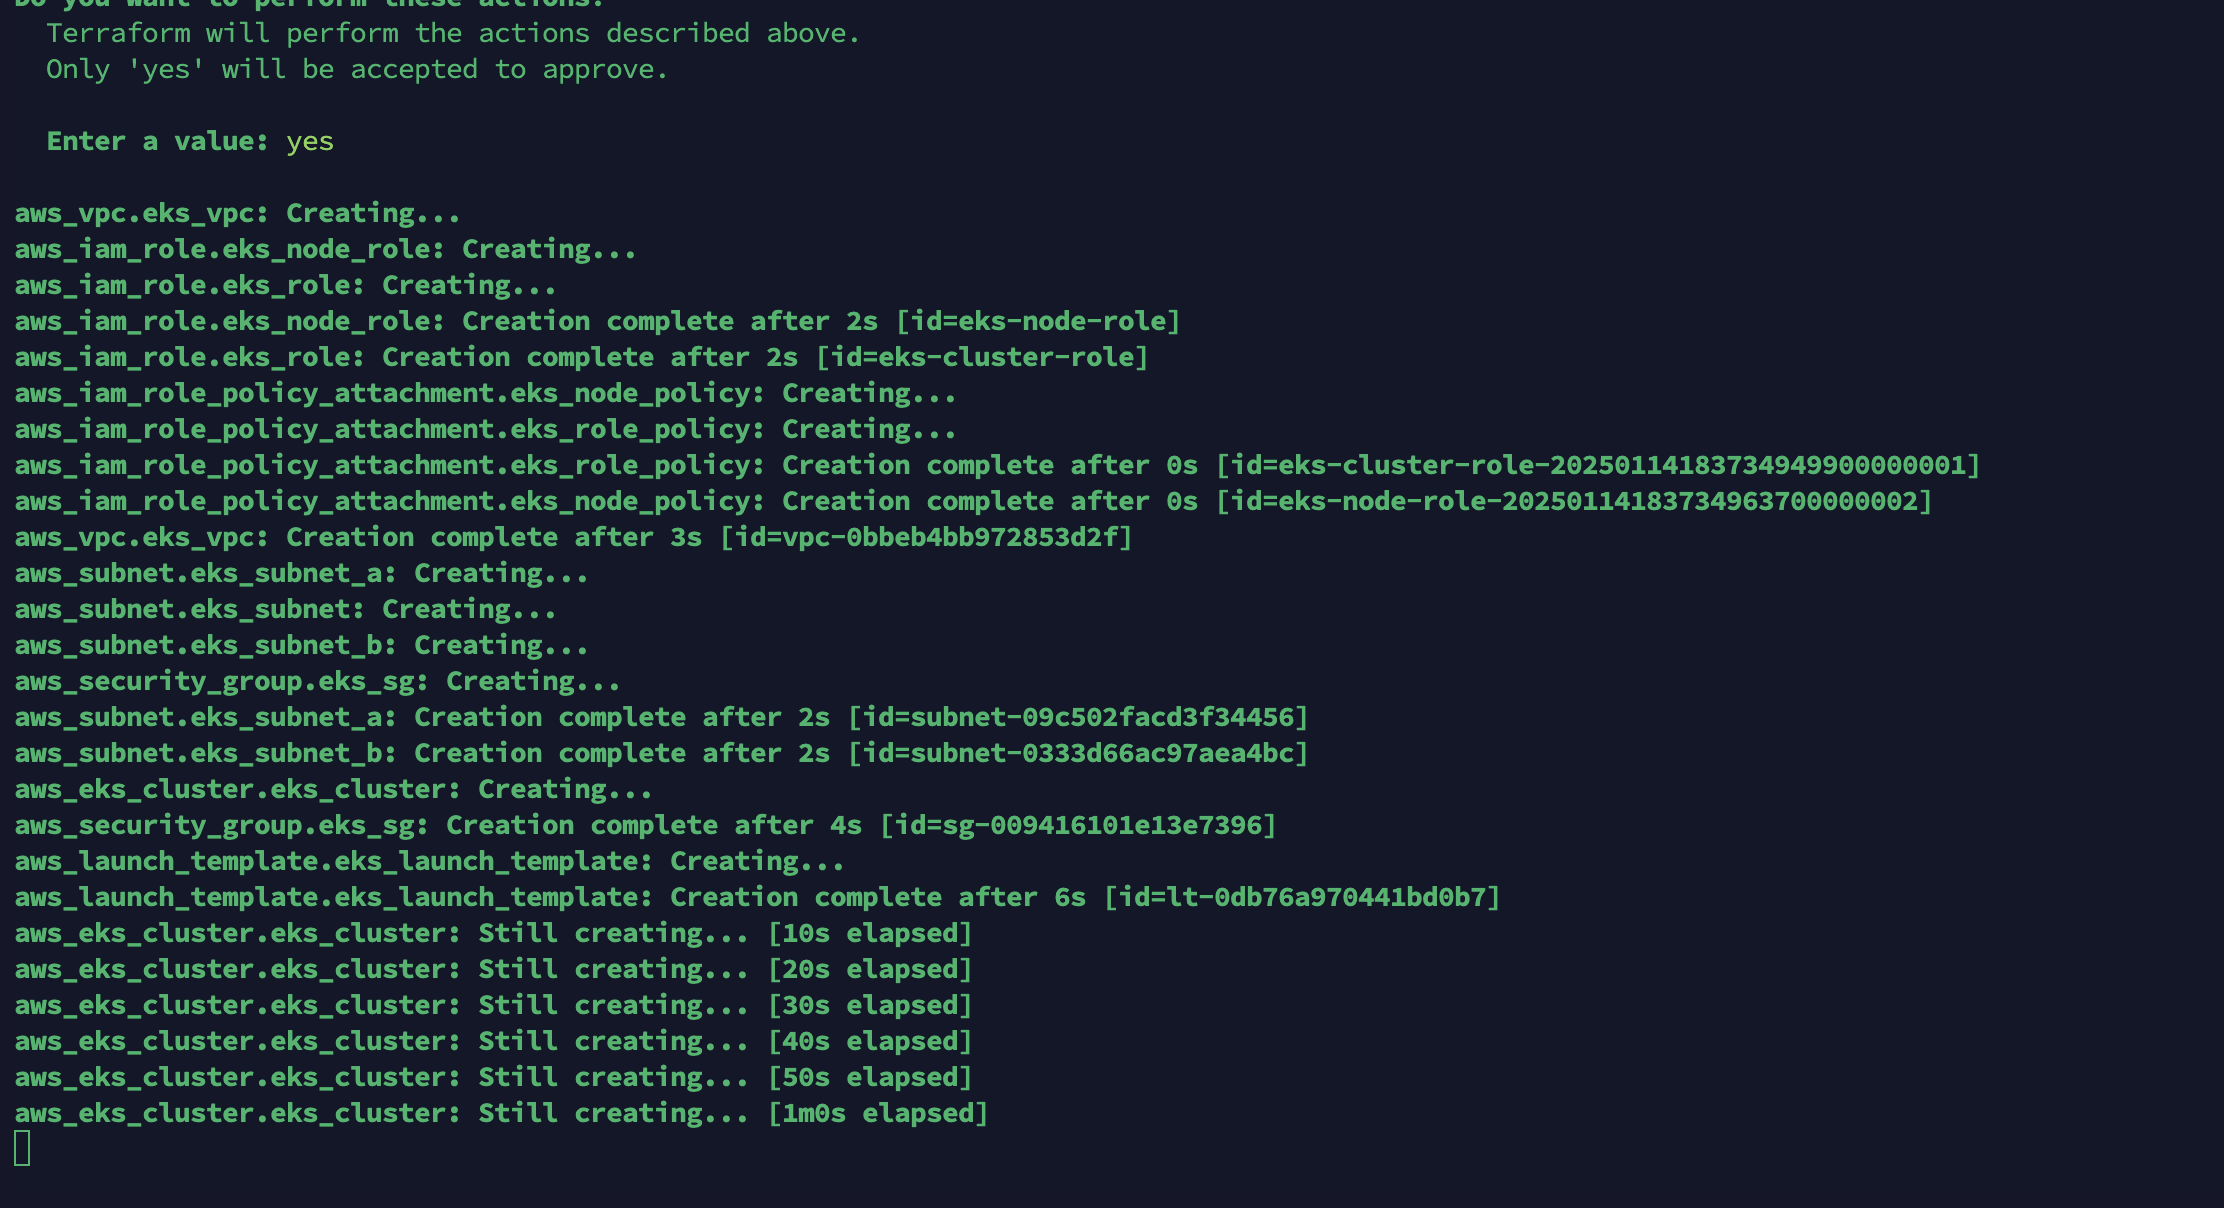 Do you want to perform these actions?
Terraform will perform the actions described above.
Only 'yes' will be accepted to approve.
Enter a value: yes
aws_vpc.eks_vpc: Creating...
aws_iam_role.eks_node_role: Creating...
aws_iam_role.eks_role: Creating...
aws_iam_role.eks_node_role: Creation complete after 2s [id=eks-node-role]
aws_iam_role.eks_role: Creation complete after 2s [id=eks-cluster-role]
aws_iam_role_policy_attachment.eks_node_policy: Creating...
aws_iam_role_policy_attachment.eks_role_policy: Creating...
aws_iam_role_policy_attachment.eks_role_policy: Creation complete after 0s [id=eks-cluster-role-20250114183734949900000001]
aws_iam_role_policy_attachment.eks_node_policy: Creation complete after 0s [id=eks-node-role-20250114183734963700000002]
aws_vpc.eks_vpc: Creation complete after 3s [id=vpc-0bbeb4bb972853d2f]
aws_subnet.eks_subnet_a: Creating...
aws_subnet.eks_subnet: Creating...
aws_subnet.eks_subnet_b: Creating...
aws_security_group.eks_sg: Creating...
aws_subnet.eks_subnet_a: Creation complete after 2s [id=subnet-09c502facd3f34456]
aws_subnet.eks_subnet_b: Creation complete after 2s [id=subnet-0333d66ac97aea4bc]
aws_eks_cluster.eks_cluster: Creating...
aws_security_group.eks_sg: Creation complete after 4s [id=sg-009416101e13e7396]
aws_launch_template.eks_launch_template: Creating...
aws_launch_template.eks_launch_template: Creation complete after 6s [id=lt-0db76a970441bd0b7]
aws_eks_cluster.eks_cluster: Still creating... [10s elapsed]
aws_eks_cluster.eks_cluster: Still creating... [20s elapsed]
aws_eks_cluster.eks_cluster: Still creating... [30s elapsed]
aws_eks_cluster.eks_cluster: Still creating... [40s elapsed]
aws_eks_cluster.eks_cluster: Still creating... [50s elapsed]
aws_eks_cluster.eks_cluster: Still creating... [1m0s elapsed]